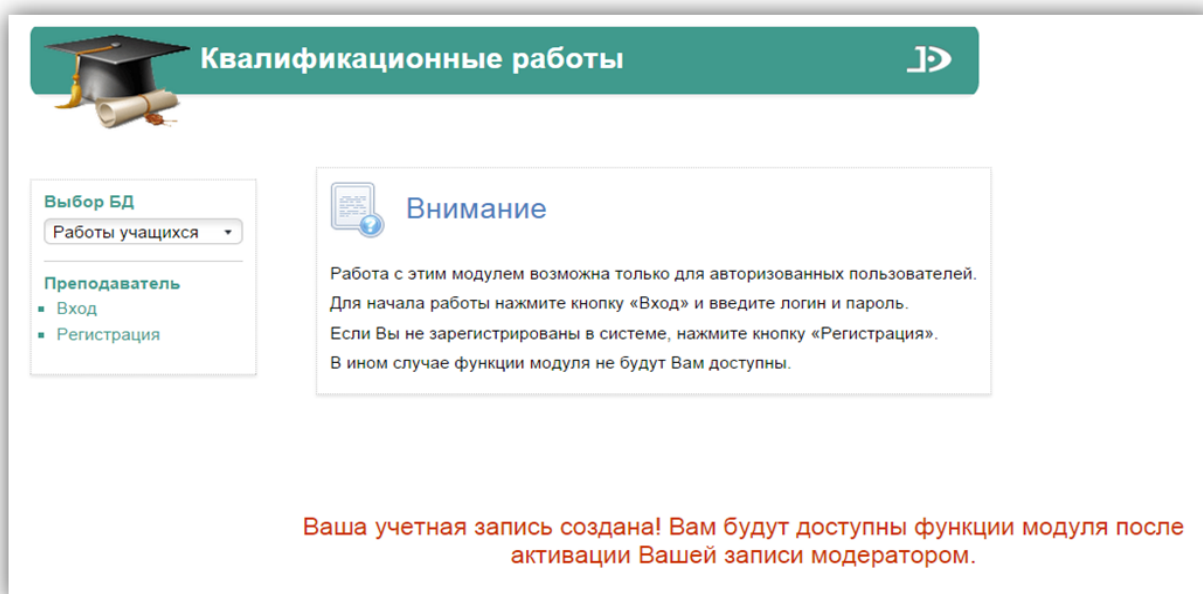 Квалификационные работы
Выбор БД
Работы учащихся
Преподаватель
Вход
Регистрация
Внимание
Работа с этим модулем возможна только для авторизованных пользователей.
Для начала работы нажмите кнопку «Вход» и введите логин и пароль.
Если Вы не зарегистрированы в системе, нажмите кнопку «Регистрация».
В ином случае функции модуля не будут Вам доступны.
Ваша учетная запись создана! Вам будут доступны функции модуля после
активации Вашей записи модератором.